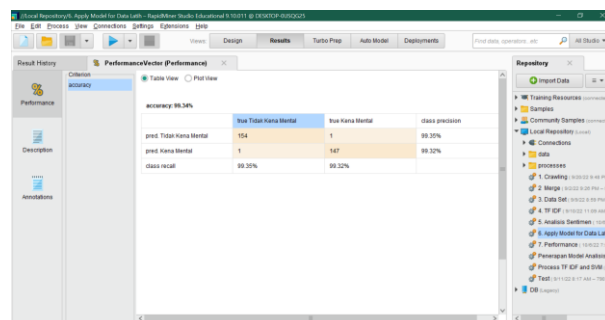 //Local Repository/6. Apply Model for Data Latih – RapidMiner Studio Educational 9.10.011 @ DESKTOP-
File Edit Process View Connections Settings Extensions Help
Views: Design Results Turbo Prep Auto Model Deployments Find data, operators...etc All Studio
Result History PerformanceVector (Performance) Repository
Criterion
accuracy
Table View Plot View
Import Data
Training Resources
Samples
Community Samples
Local Repository (Local)
Connections
data
processes
1. Crawling
2. Merge
3. Data Set
4. TF IDF
5. Analisis Sentimen
6. Apply Model for Data Lat
7. Performance
Penerapan Model Analisis
Process TF IDF and SVM
Test
DB (Legacy)
Performance
Description
Annotations
accuracy: 99.34%
true Tidak Kena Mental true Kena Mental class precision
pred. Tidak Kena Mental 154 1 99.35%
pred. Kena Mental 1 147 99.32%
class recall 99.35% 99.32%